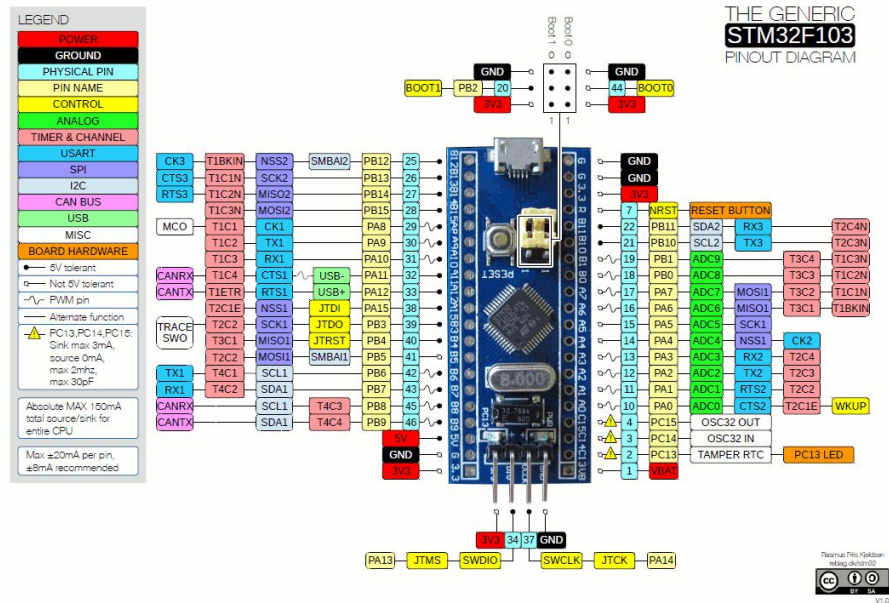 LEGEND
POWER
GROUND
PHYSICAL PIN
PIN NAME
CONTROL
ANALOG
TIMER & CHANNEL
USART
SPI
I2C
CAN BUS
USB
MISC
BOARD HARDWARE
5V tolerant
Not 5V tolerant
PWM pin
Alternate function
PC13,PC14,PC15:
Sink max 3mA,
source 0mA,
max 2mhz,
max 30pF
Absolute MAX 150mA
total source/sink for
entire CPU
Max ±20mA per pin,
±8mA recommended
THE GENERIC
STM32F103
PINOUT DIAGRAM
Boot 1 Boot 0
GND GND
BOOT1 PB2 20 44 BOOT0
3V3 3V3
1 1
CK3 T1BKIN NSS2 SMBAI2 PB12 25
CTS3 T1C1N SCK2 PB13 26
RTS3 T1C2N MISO2 PB14 27
T1C3N MOSI2 PB15 28
MCO T1C1 CK1 PA8 29
T1C2 TX1 PA9 30
T1C3 RX1 PA10 31
CANRX T1C4 CTS1 USB- PA11 32
CANTX T1ETR RTS1 USB+ PA12 33
T2C1E NSS1 JTDI PA15 38
TRACE SWO T2C2 SCK1 JTDO PB3 39
T3C1 MISO1 JTRST PB4 40
T2C2 MOSI1 SMBAI1 PB5 41
TX1 T4C1 SCL1 PB6 42
RX1 T4C2 SDA1 PB7 43
CANRX SCL1 T4C3 PB8 45
CANTX SDA1 T4C4 PB9 46
5V
GND
3V3
GND
GND
3V3
7 NRST RESET BUTTON
22 PB11 SDA2 RX3 T2C4N
21 PB10 SCL2 TX3 T2C3N
19 PB1 ADC9 T3C4 T1C3N
18 PB0 ADC8 T3C3 T1C2N
17 PA7 ADC7 MOSI1 T3C2 T1C1N
16 PA6 ADC6 MISO1 T3C1 T1BKIN
15 PA5 ADC5 SCK1
14 PA4 ADC4 NSS1 CK2
13 PA3 ADC3 RX2 T2C4
12 PA2 ADC2 TX2 T2C3
11 PA1 ADC1 RTS2 T2C2
10 PA0 ADC0 CTS2 T2C1E WKUP
4 PC15 OSC32 OUT
3 PC14 OSC32 IN
2 PC13 TAMPER RTC PC13 LED
1 VBAT
RESET
8.000
PC13 PWR
3V3 34 37 GND
PA13 JTMS SWDIO SWCLK JTCK PA14
rebiag.dk/stm32
cc BY SA
V1.0